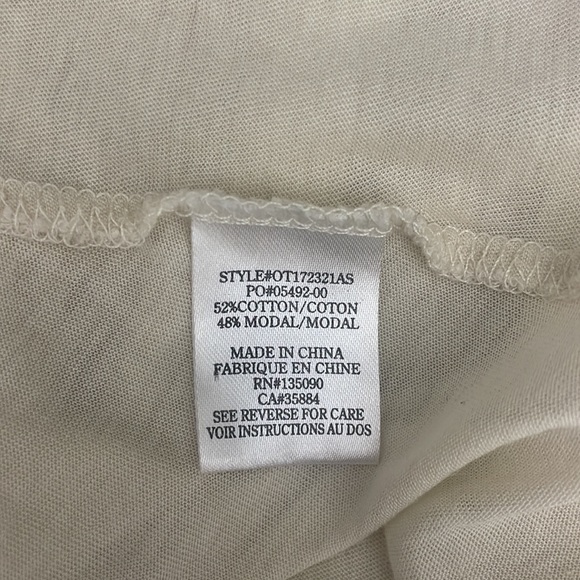 STYLE#OT172321AS
PO#05492-00
52%COTTON/COTON
48% MODAL/MODAL
MADE IN CHINA
FABRIQUE EN CHINE
RN#135090
CA#35884
SEE REVERSE FOR CARE
VOIR INSTRUCTIONS AU DOS